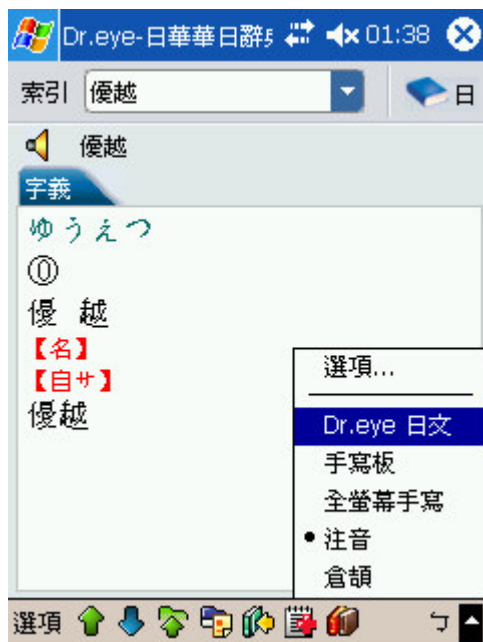 Dr.eye-日華華日辭
01:38
索引 優越
日
優越
字義
ゆうえつ
⓪
優 越
【名】
【自サ】
優越
選項...
Dr.eye 日文
手寫板
全螢幕手寫
注音
倉頡
選項
ㄅ